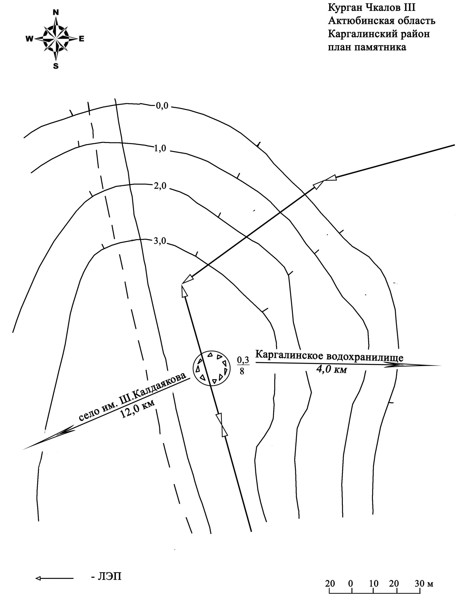 N
W E
S
Курган Чкалов III
Актюбинская область
Каргалинский район
план памятника
0,0
1,0
2,0
3,0
0,3
8
Каргалинское водохранилище
4,0 км
село им. Ш.Калдаякова
12,0 км
- ЛЭП
20 0 10 20 30 м